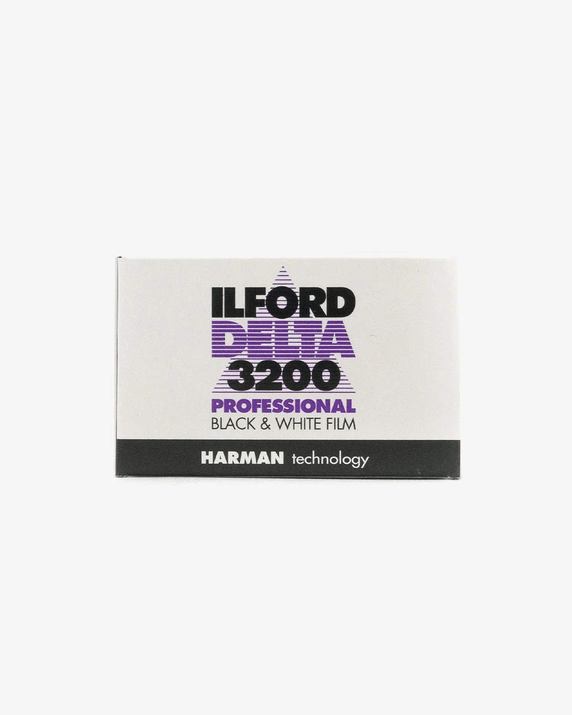 ILFORD
DELTA
3200
PROFESSIONAL
BLACK & WHITE FILM
HARMAN technology